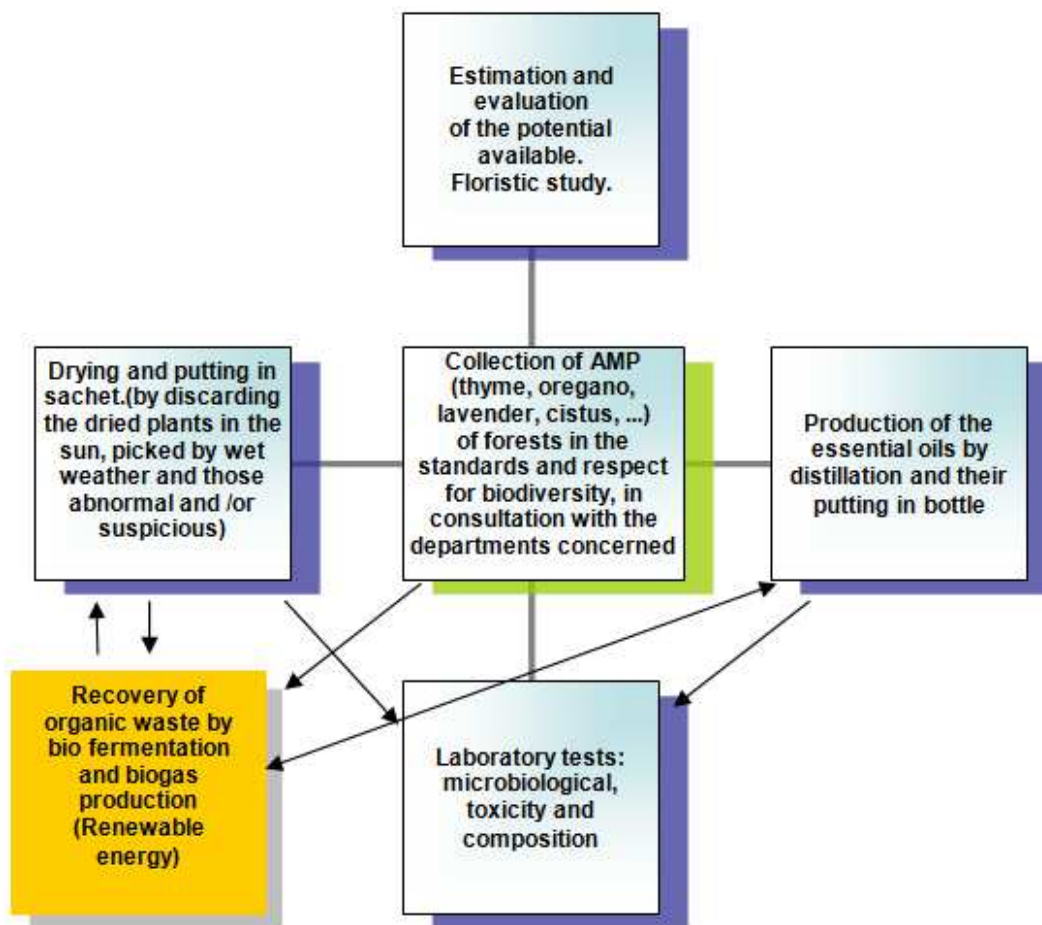 Estimation and
evaluation
of the potential
available.
Floristic study.
Drying and putting in
sachet.(by discarding
the dried plants in the
sun, picked by wet
weather and those
abnormal and /or
suspicious)
Collection of AMP
(thyme, oregano,
lavender, cistus, ...)
of forests in the
standards and respect
for biodiversity, in
consultation with the
departments concerned
Production of the
essential oils by
distillation and their
putting in bottle
Recovery of
organic waste by
bio fermentation
and biogas
production
(Renewable
energy)
Laboratory tests:
microbiological,
toxicity and
composition